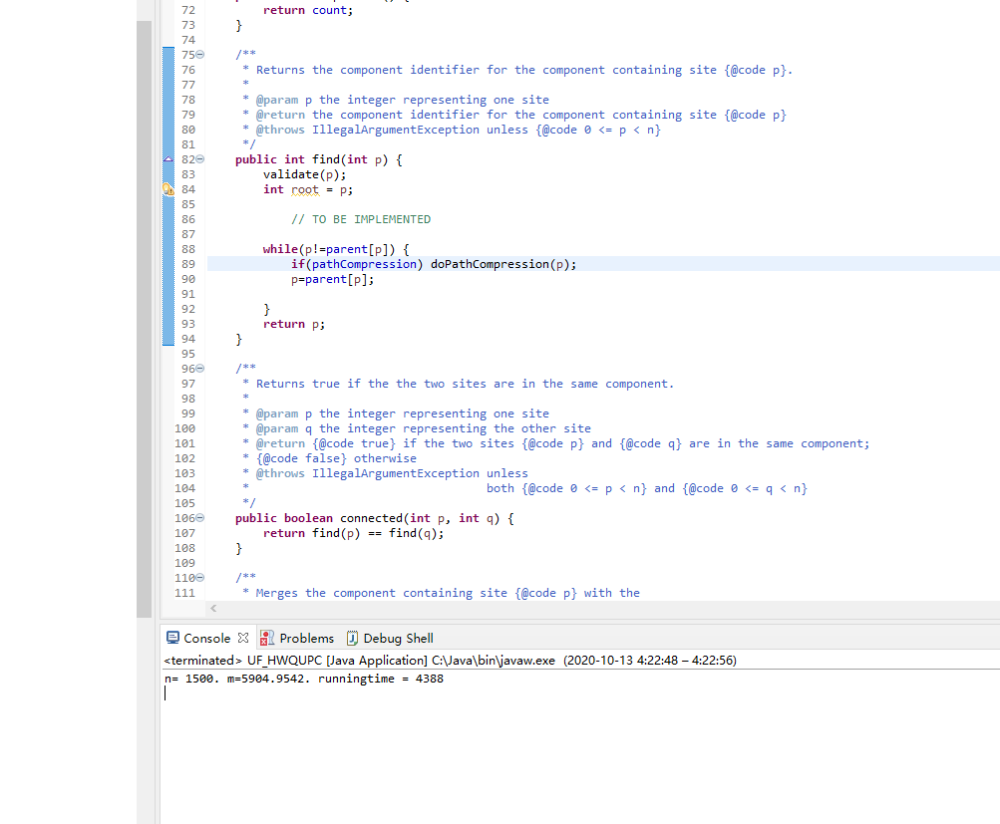 72 return count;
73 }
74
75 /**
76 * Returns the component identifier for the component containing site {@code p}.
77 *
78 * @param p the integer representing one site
79 * @return the component identifier for the component containing site {@code p}
80 * @throws IllegalArgumentException unless {@code 0 <= p < n}
81 */
82 public int find(int p) {
83 validate(p);
84 int root = p;
85
86 // TO BE IMPLEMENTED
87
88 while(p!=parent[p]) {
89 if(pathCompression) doPathCompression(p);
90 p=parent[p];
91
92 }
93 return p;
94 }
95
96 /**
97 * Returns true if the the two sites are in the same component.
98 *
99 * @param p the integer representing one site
100 * @param q the integer representing the other site
101 * @return {@code true} if the two sites {@code p} and {@code q} are in the same component;
102 * {@code false} otherwise
103 * @throws IllegalArgumentException unless
104 * both {@code 0 <= p < n} and {@code 0 <= q < n}
105 */
106 public boolean connected(int p, int q) {
107 return find(p) == find(q);
108 }
109
110 /**
111 * Merges the component containing site {@code p} with the
Console Problems Debug Shell
<terminated> UF_HWQUPC [Java Application] C:\Java\bin\javaw.exe (2020-10-13 4:22:48 – 4:22:56)
n= 1500. m=5904.9542. runningtime = 4388